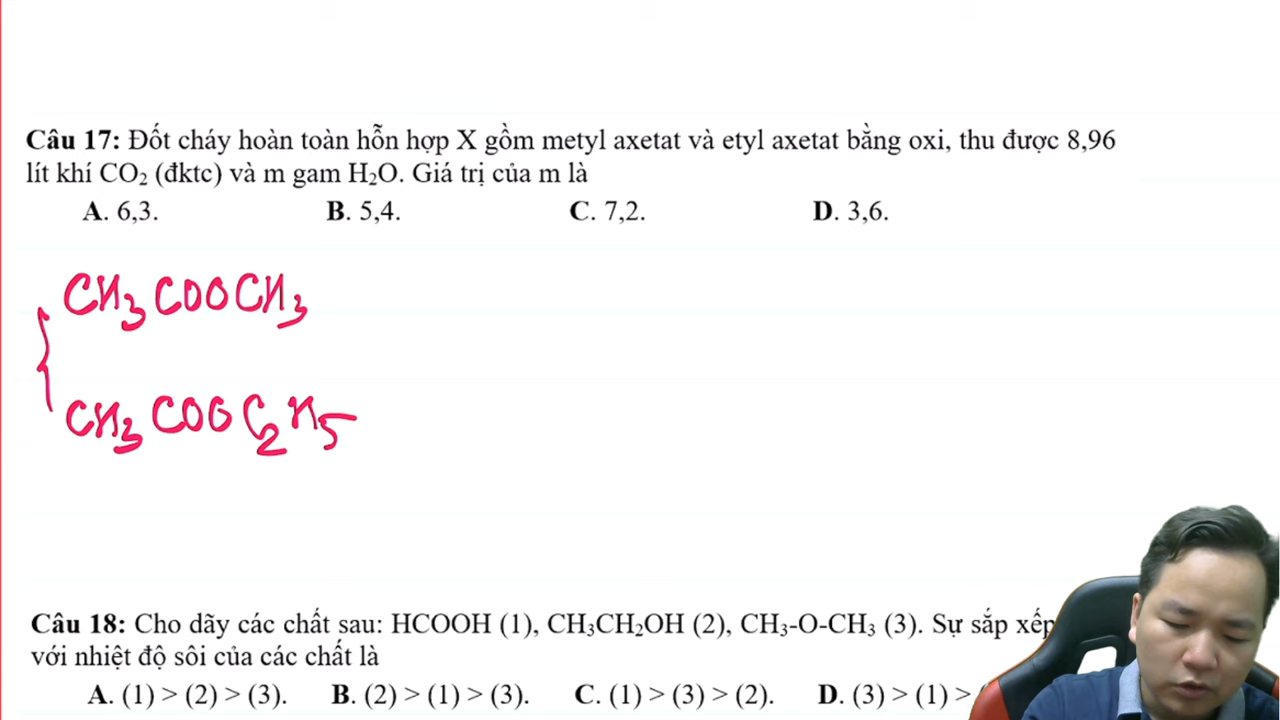 Câu 17: Đốt cháy hoàn toàn hỗn hợp X gồm metyl axetat và etyl axetat bằng oxi, thu được 8,96
lít khí CO₂ (đktc) và m gam H₂O. Giá trị của m là
A. 6,3. B. 5,4. C. 7,2. D. 3,6.
CH₃COOCH₃
CH₃COOC₂H₅
Câu 18: Cho dãy các chất sau: HCOOH (1), CH₃CH₂OH (2), CH₃-O-CH₃ (3). Sự sắp xếp
với nhiệt độ sôi của các chất là
A. (1) > (2) > (3). B. (2) > (1) > (3). C. (1) > (3) > (2). D. (3) > (1) >